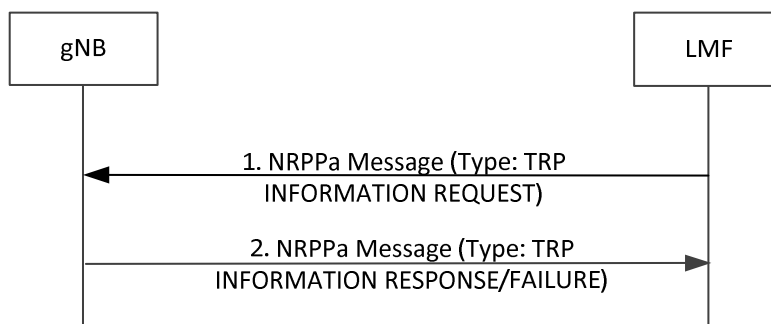 gNB
LMF
1. NRPPa Message (Type: TRP
INFORMATION REQUEST)
2. NRPPa Message (Type: TRP
INFORMATION RESPONSE/FAILURE)